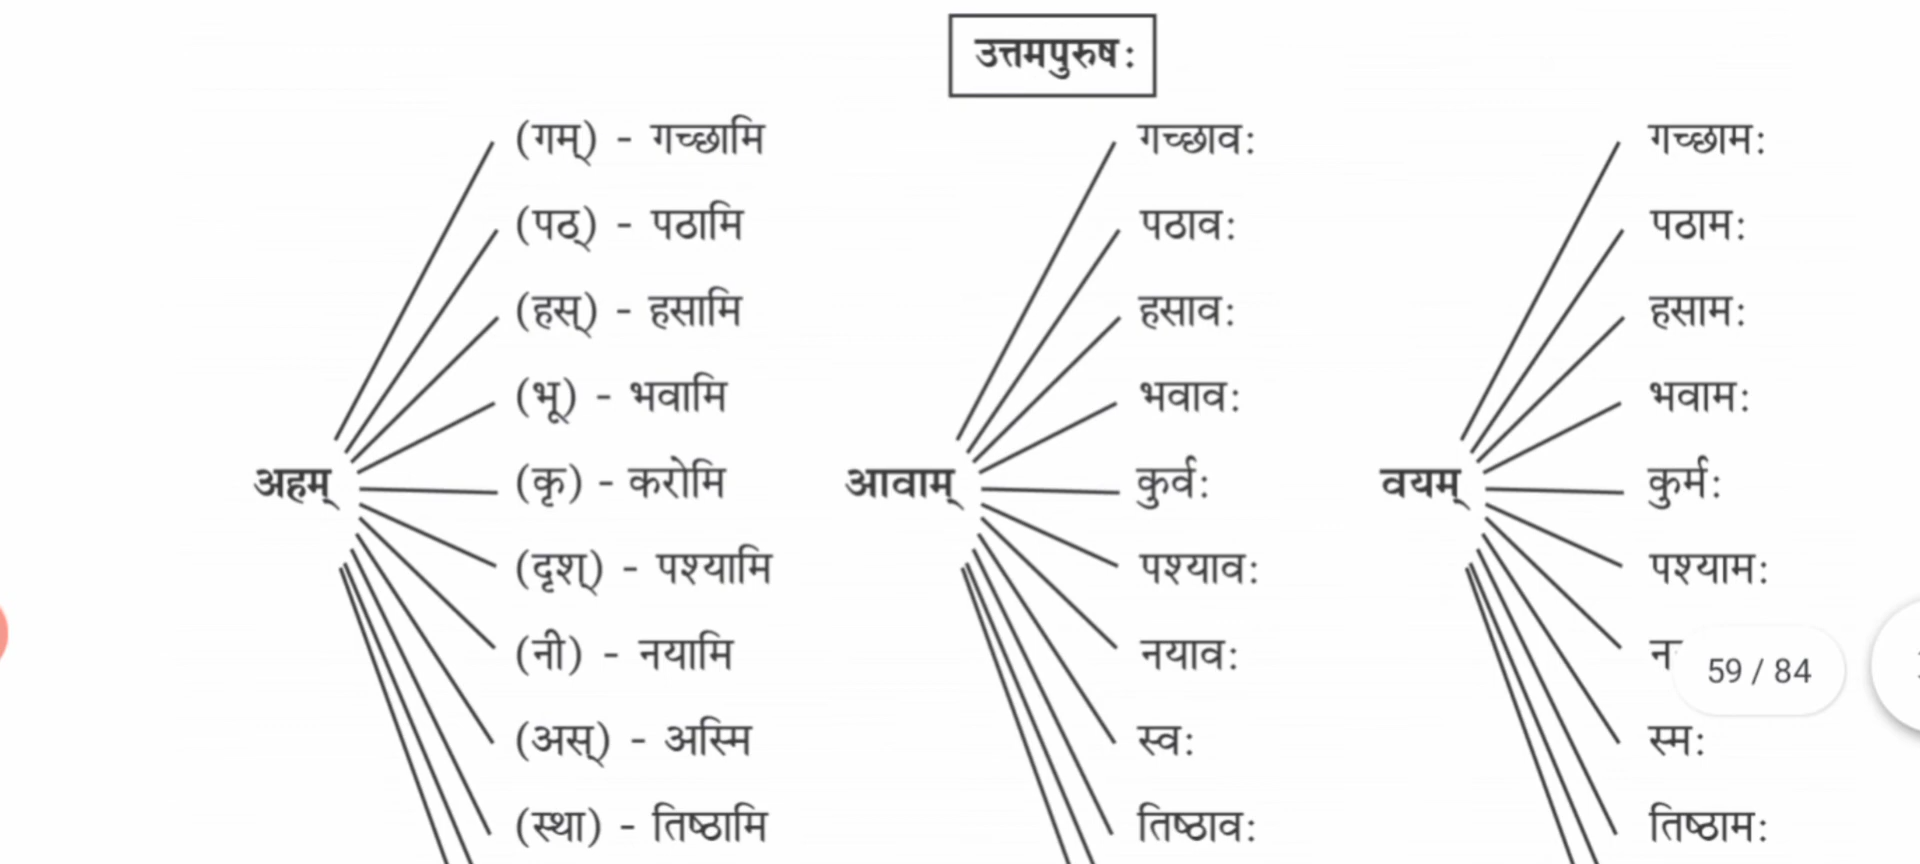 उत्तमपुरुषः
(गम्) - गच्छामि गच्छावः गच्छामः
(पठ्) - पठामि पठावः पठामः
(हस्) - हसामि हसावः हसामः
(भू) - भवामि भवावः भवामः
अहम् (कृ) - करोमि आवाम् कुर्वः वयम् कुर्मः
(दृश्) - पश्यामि पश्यावः पश्यामः
(नी) - नयामि नयावः
59 / 84
(अस्) - अस्मि स्वः स्मः
(स्था) - तिष्ठामि तिष्ठावः तिष्ठामः